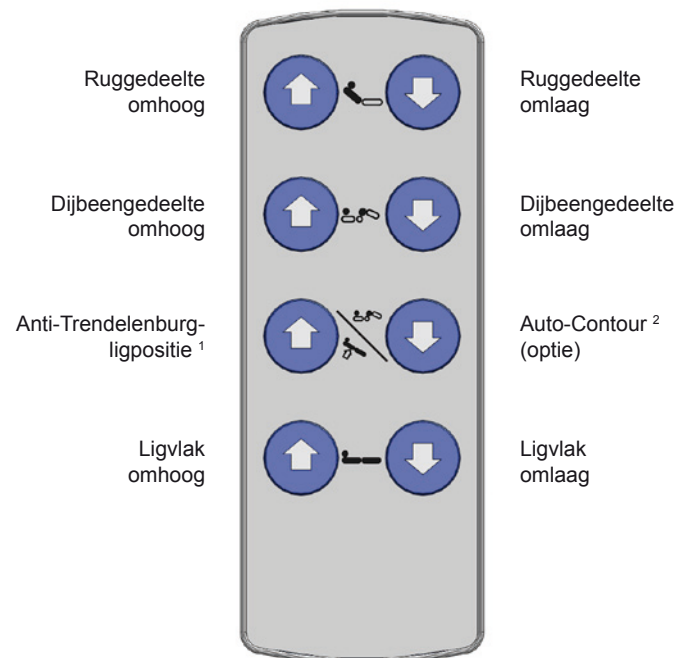 Ruggedeelte
omhoog
Ruggedeelte
omlaag
Dijbeengedeelte
omhoog
Dijbeengedeelte
omlaag
Anti-Trendelenburg-
ligpositie ¹
Auto-Contour ²
(optie)
Ligvlak
omhoog
Ligvlak
omlaag